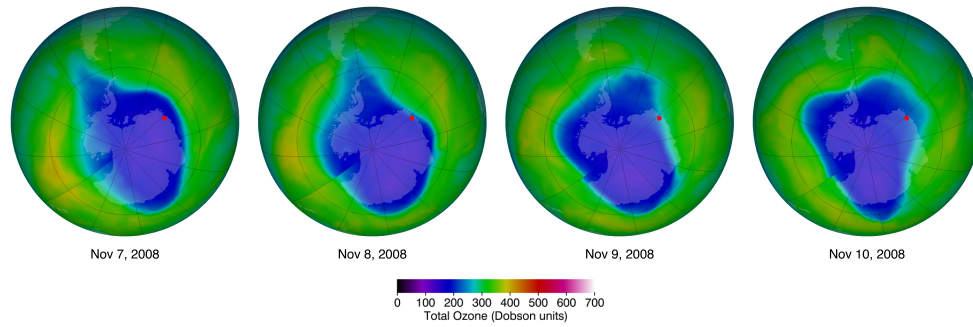 Nov 7, 2008
Nov 8, 2008
Nov 9, 2008
Nov 10, 2008
0 100 200 300 400 500 600 700
Total Ozone (Dobson units)